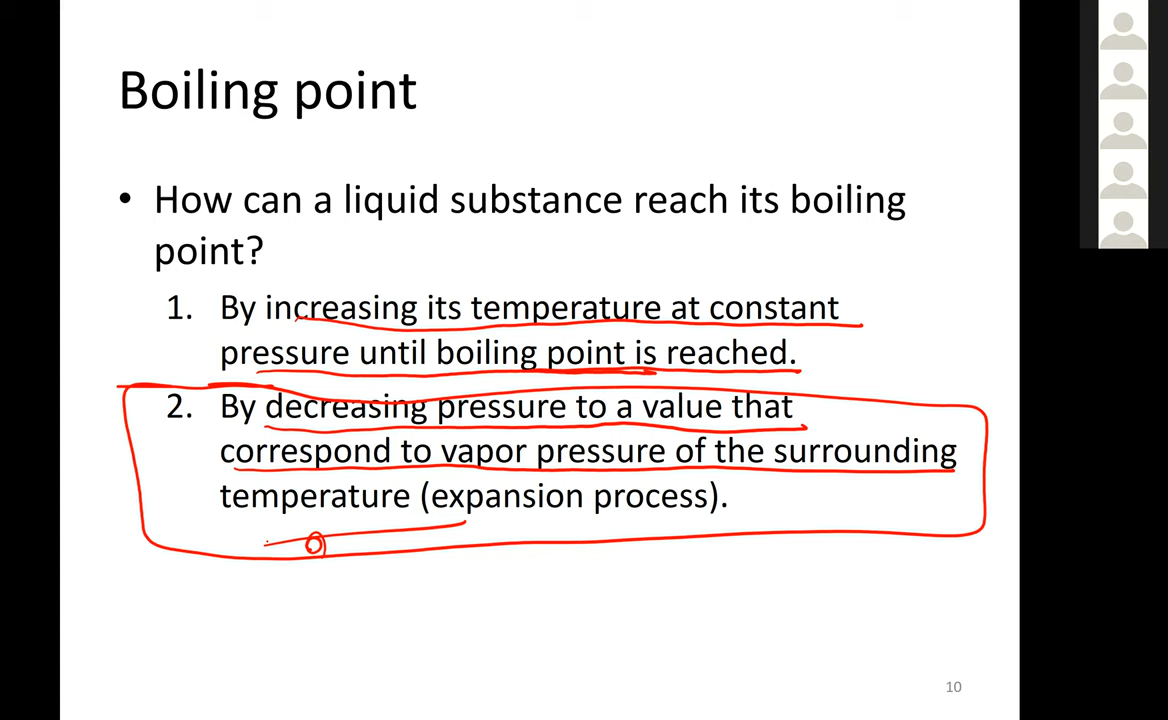 Boiling point
• How can a liquid substance reach its boiling
point?
1. By increasing its temperature at constant
pressure until boiling point is reached.
2. By decreasing pressure to a value that
correspond to vapor pressure of the surrounding
temperature (expansion process).
10